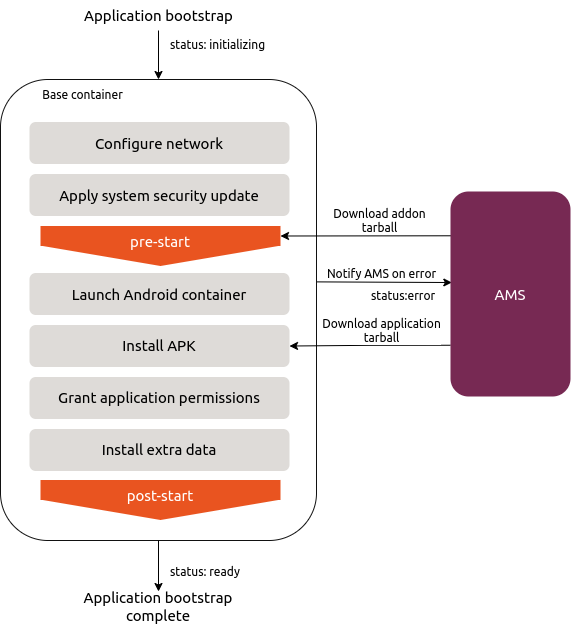 Application bootstrap
status: initializing
Base container
Configure network
Apply system security update
pre-start
Download addon
tarball
Launch Android container
Notify AMS on error
status:error
AMS
Install APK
Download application
tarball
Grant application permissions
Install extra data
post-start
status: ready
Application bootstrap
complete